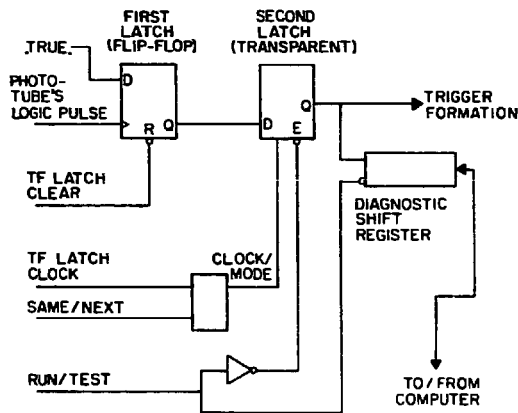 FIRST
LATCH
(FLIP-FLOP)
SECOND
LATCH
(TRANSPARENT)
TRUE
D
PHOTO-
TUBE'S
LOGIC PULSE
R
Q
D
E
Q
TRIGGER
FORMATION
TF LATCH
CLEAR
DIAGNOSTIC
SHIFT
REGISTER
TF LATCH
CLOCK
CLOCK/
MODE
SAME/NEXT
RUN/TEST
TO/FROM
COMPUTER